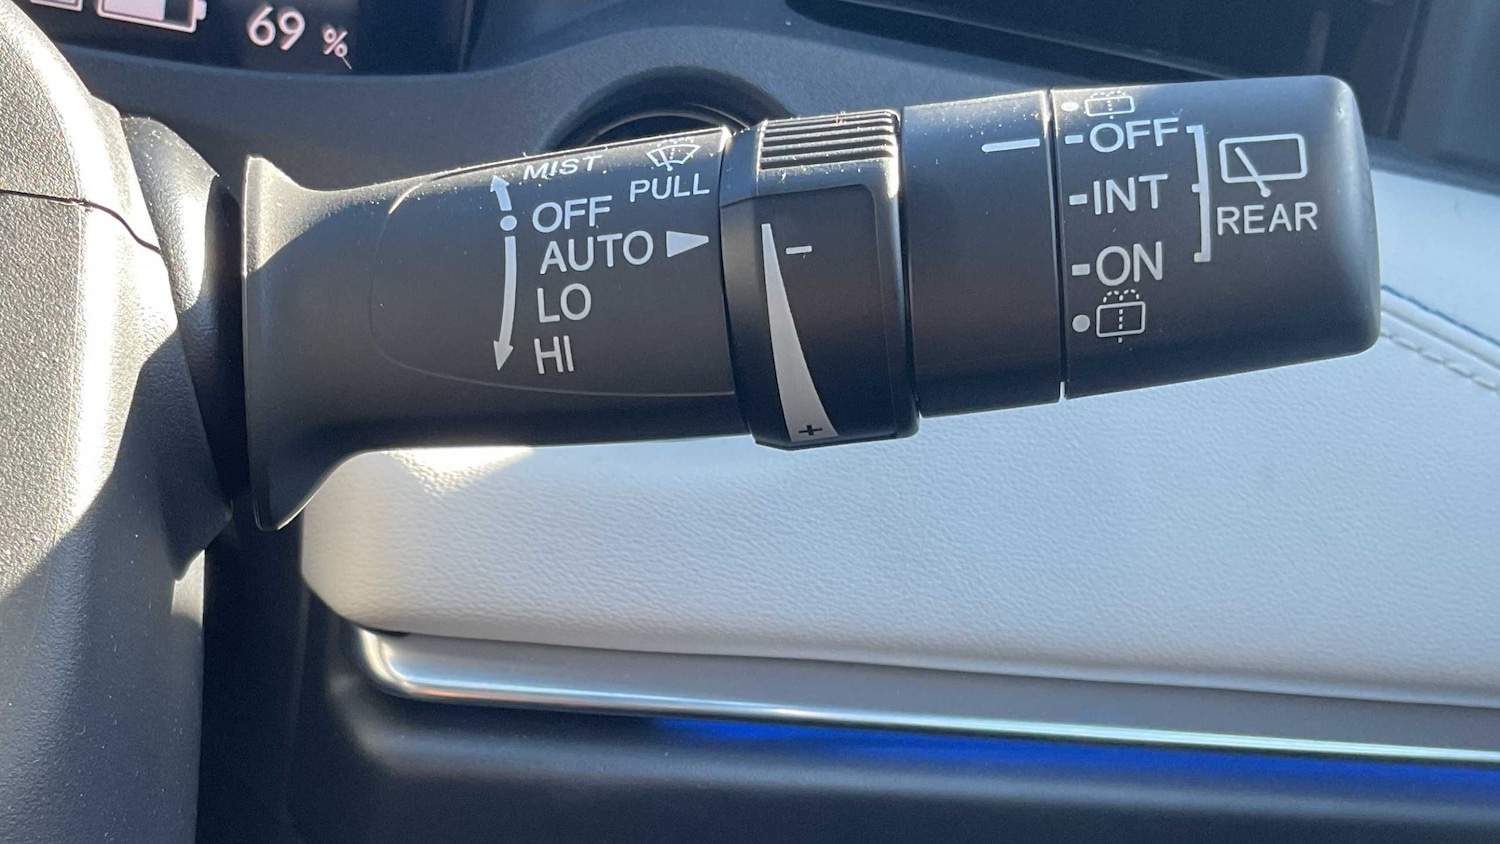 69 %
MIST
PULL
OFF
AUTO
LO
HI
−
+
OFF
INT
ON
REAR